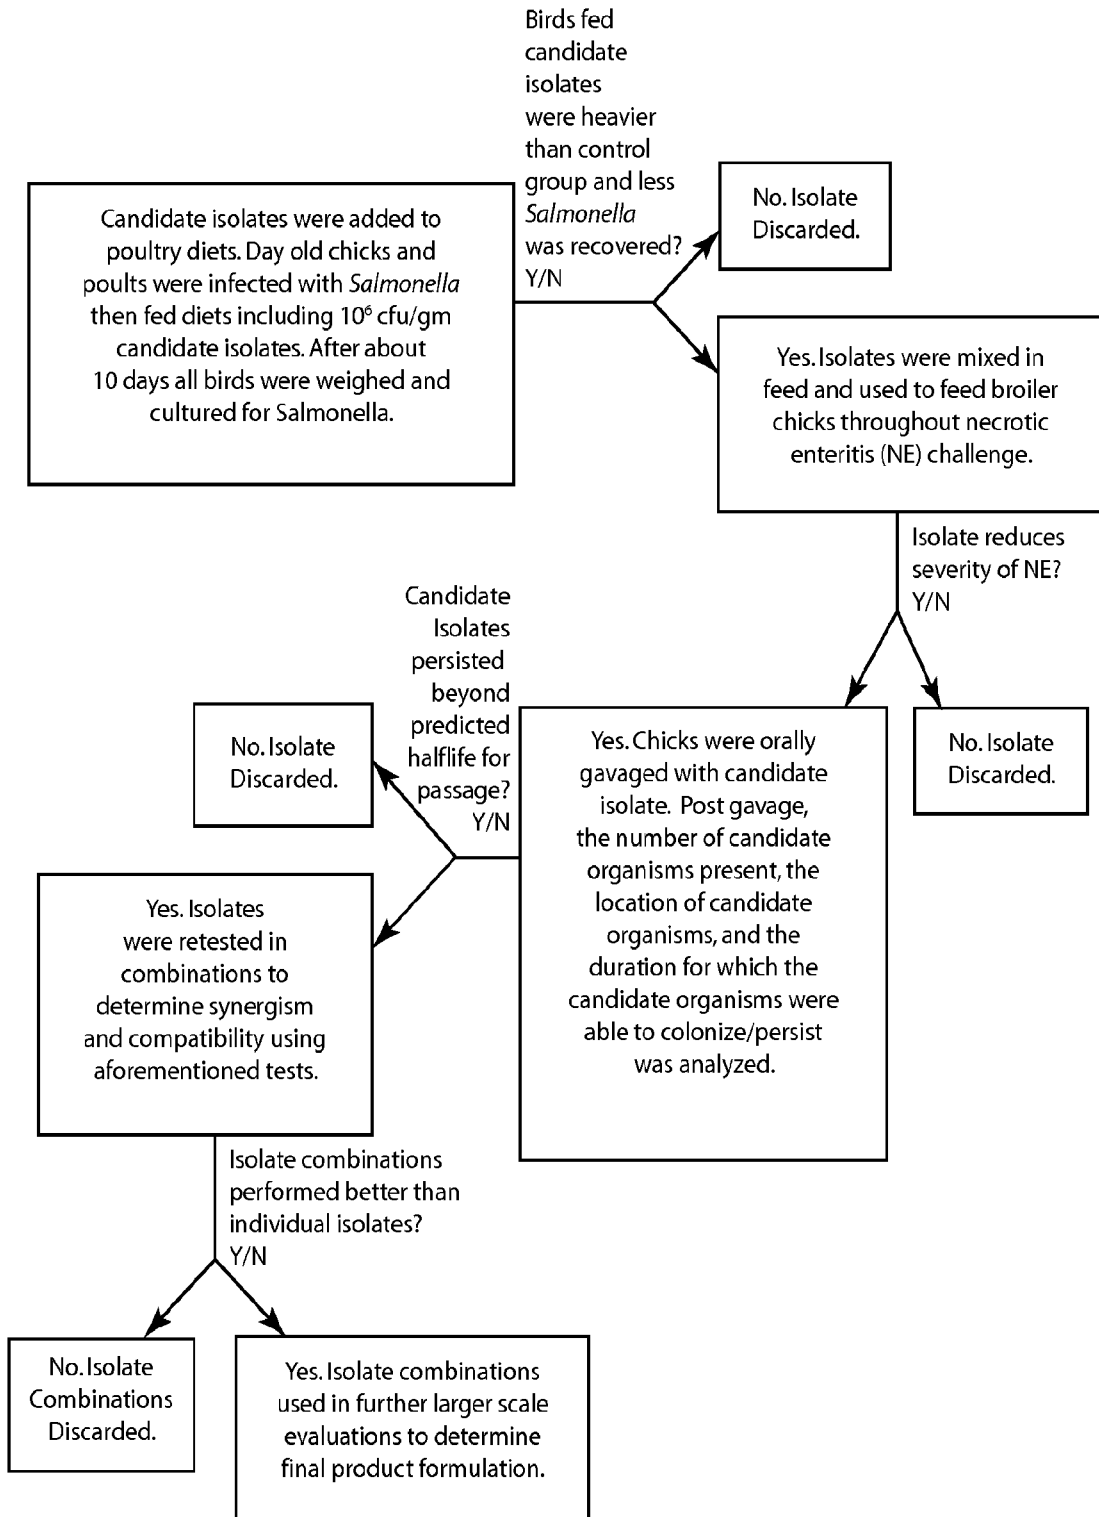 Birds fed
candidate
isolates
were heavier
than control
group and less
Salmonella
was recovered?
Y/N
Candidate isolates were added to
poultry diets. Day old chicks and
poults were infected with Salmonella
then fed diets including 10⁶ cfu/gm
candidate isolates. After about
10 days all birds were weighed and
cultured for Salmonella.
No. Isolate
Discarded.
Yes. Isolates were mixed in
feed and used to feed broiler
chicks throughout necrotic
enteritis (NE) challenge.
Isolate reduces
severity of NE?
Y/N
No. Isolate
Discarded.
Yes. Chicks were orally
gavaged with candidate
isolate. Post gavage,
the number of candidate
organisms present, the
location of candidate
organisms, and the
duration for which the
candidate organisms were
able to colonize/persist
was analyzed.
Candidate
Isolates
persisted
beyond
predicted
halflife for
passage?
Y/N
No. Isolate
Discarded.
Yes. Isolates
were retested in
combinations to
determine synergism
and compatibility using
aforementioned tests.
Isolate combinations
performed better than
individual isolates?
Y/N
No. Isolate
Combinations
Discarded.
Yes. Isolate combinations
used in further larger scale
evaluations to determine
final product formulation.